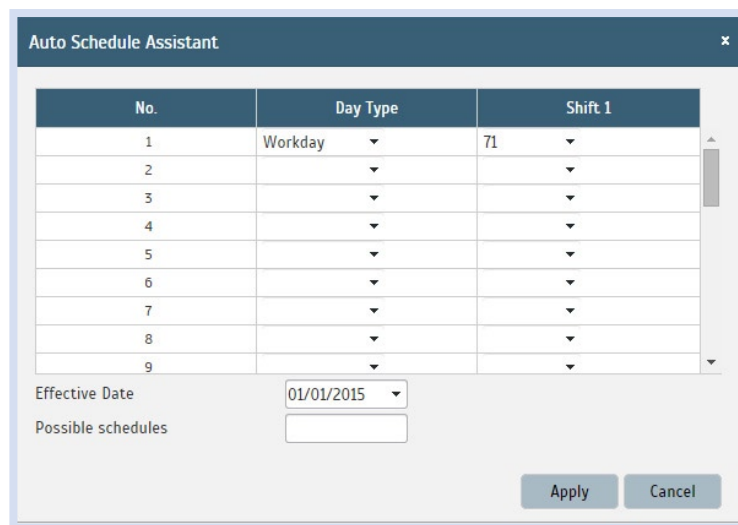 Auto Schedule Assistant x
No. Day Type Shift 1
1 Workday 71
2
3
4
5
6
7
8
9
Effective Date 01/01/2015
Possible schedules
Apply Cancel